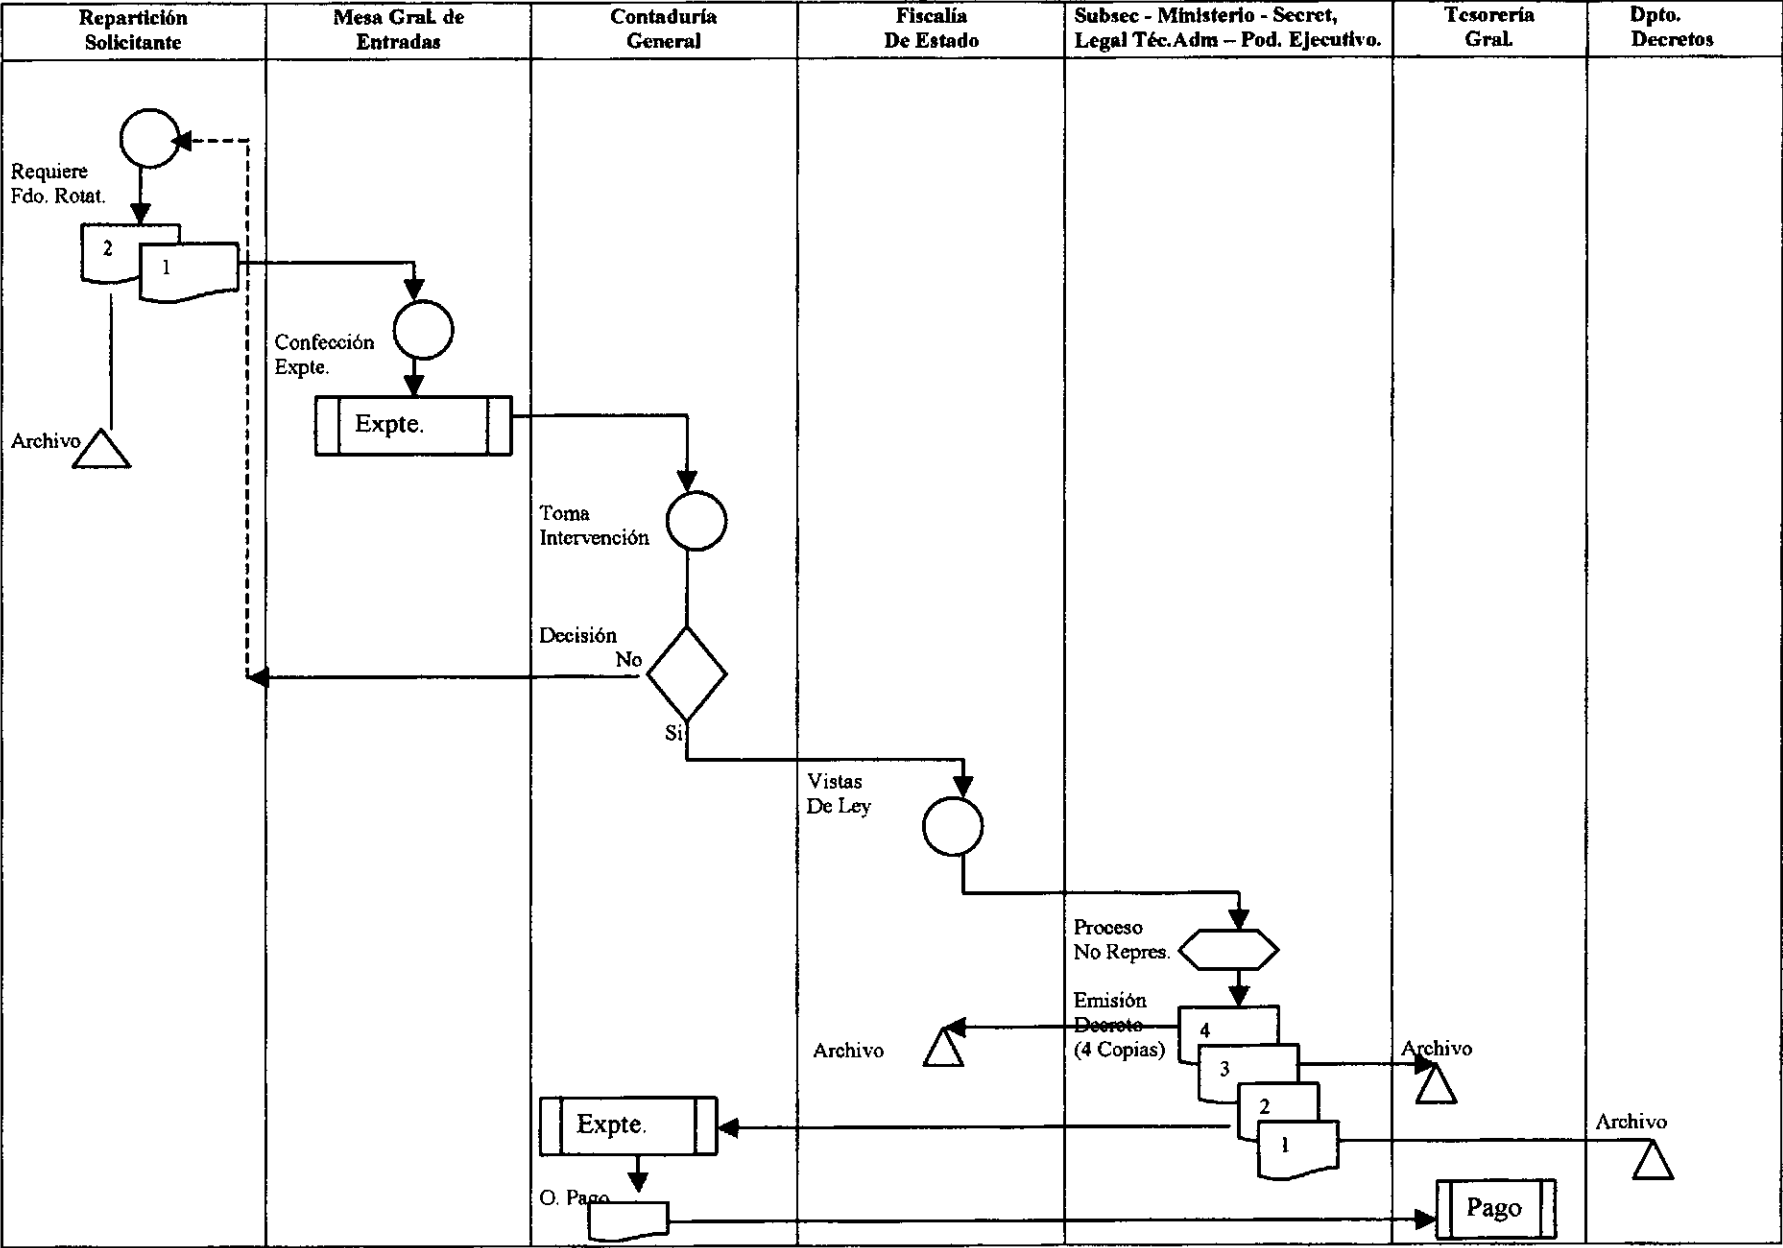 Repartición
Solicitante
Mesa Gral. de
Entradas
Contaduría
General
Fiscalía
De Estado
Subsec - Ministerio - Secret,
Legal Téc.Adm – Pod. Ejecutivo.
Tesorería
Gral.
Dpto.
Decretos
Requiere
Fdo. Rotat.
2
1
Archivo
Confección
Expte.
Expte.
Toma
Intervención
Decisión
No
Si
Vistas
De Ley
Proceso
No Repres.
Emisión
Decreto
(4 Copias)
4
3
2
1
Archivo
Archivo
Archivo
Expte.
O. Pago
Pago